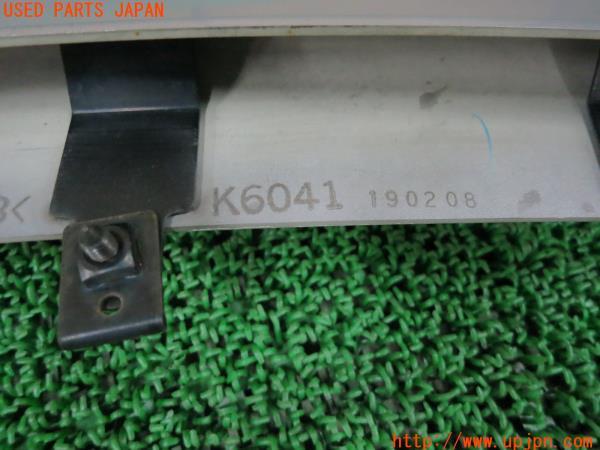 USED PARTS JAPAN
K6041 190208
http://www.upjpn.com/